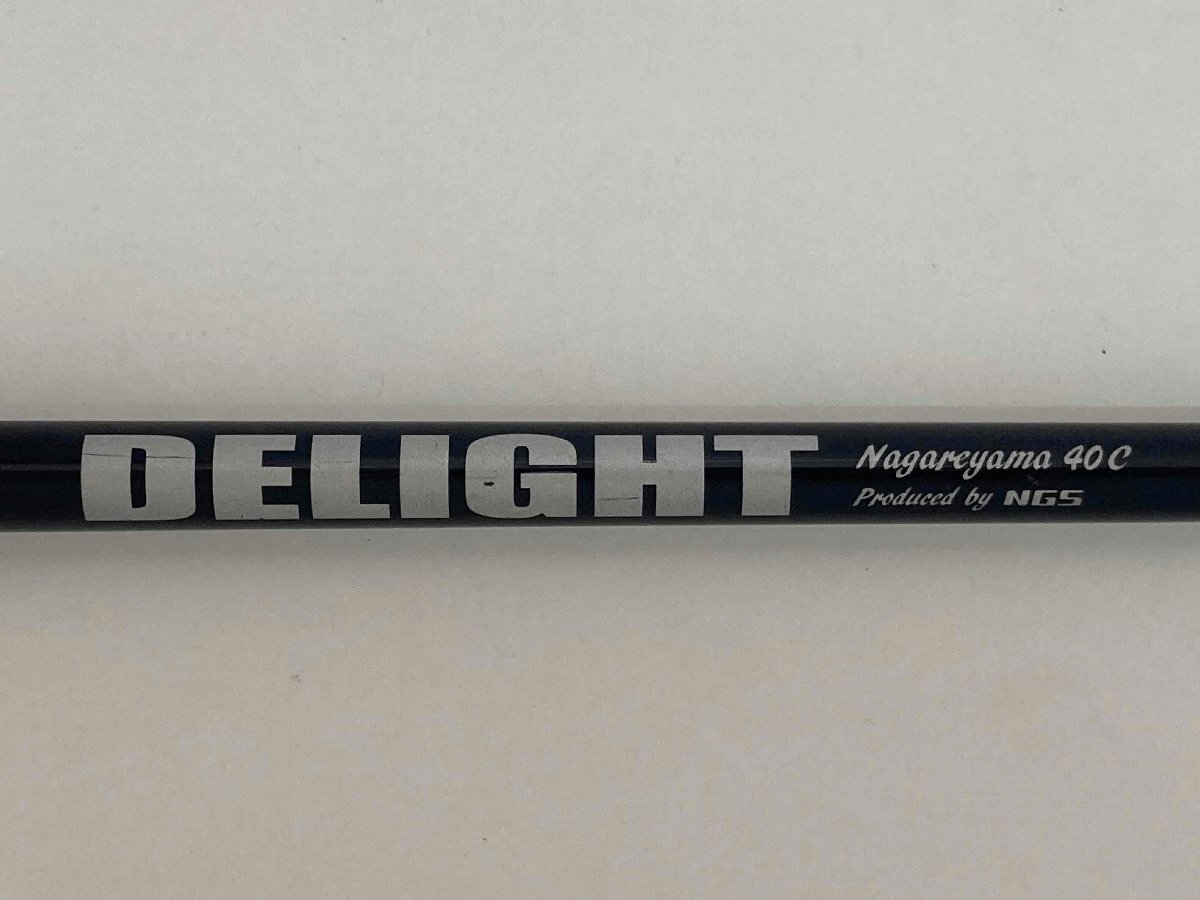 DELIGHT
Nagareyama 40C
Produced by NGS